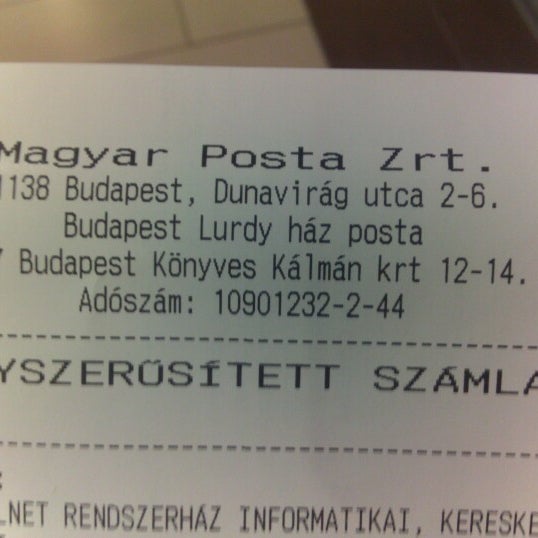 Magyar Posta Zrt.
1138 Budapest, Dunavirág utca 2-6.
Budapest Lurdy ház posta
Budapest Könyves Kálmán krt 12-14.
Adószám: 10901232-2-44
YSZERŰSÍTETT SZÁMLA
:
LNET RENDSZERHÁZ INFORMATIKAI, KERESKE